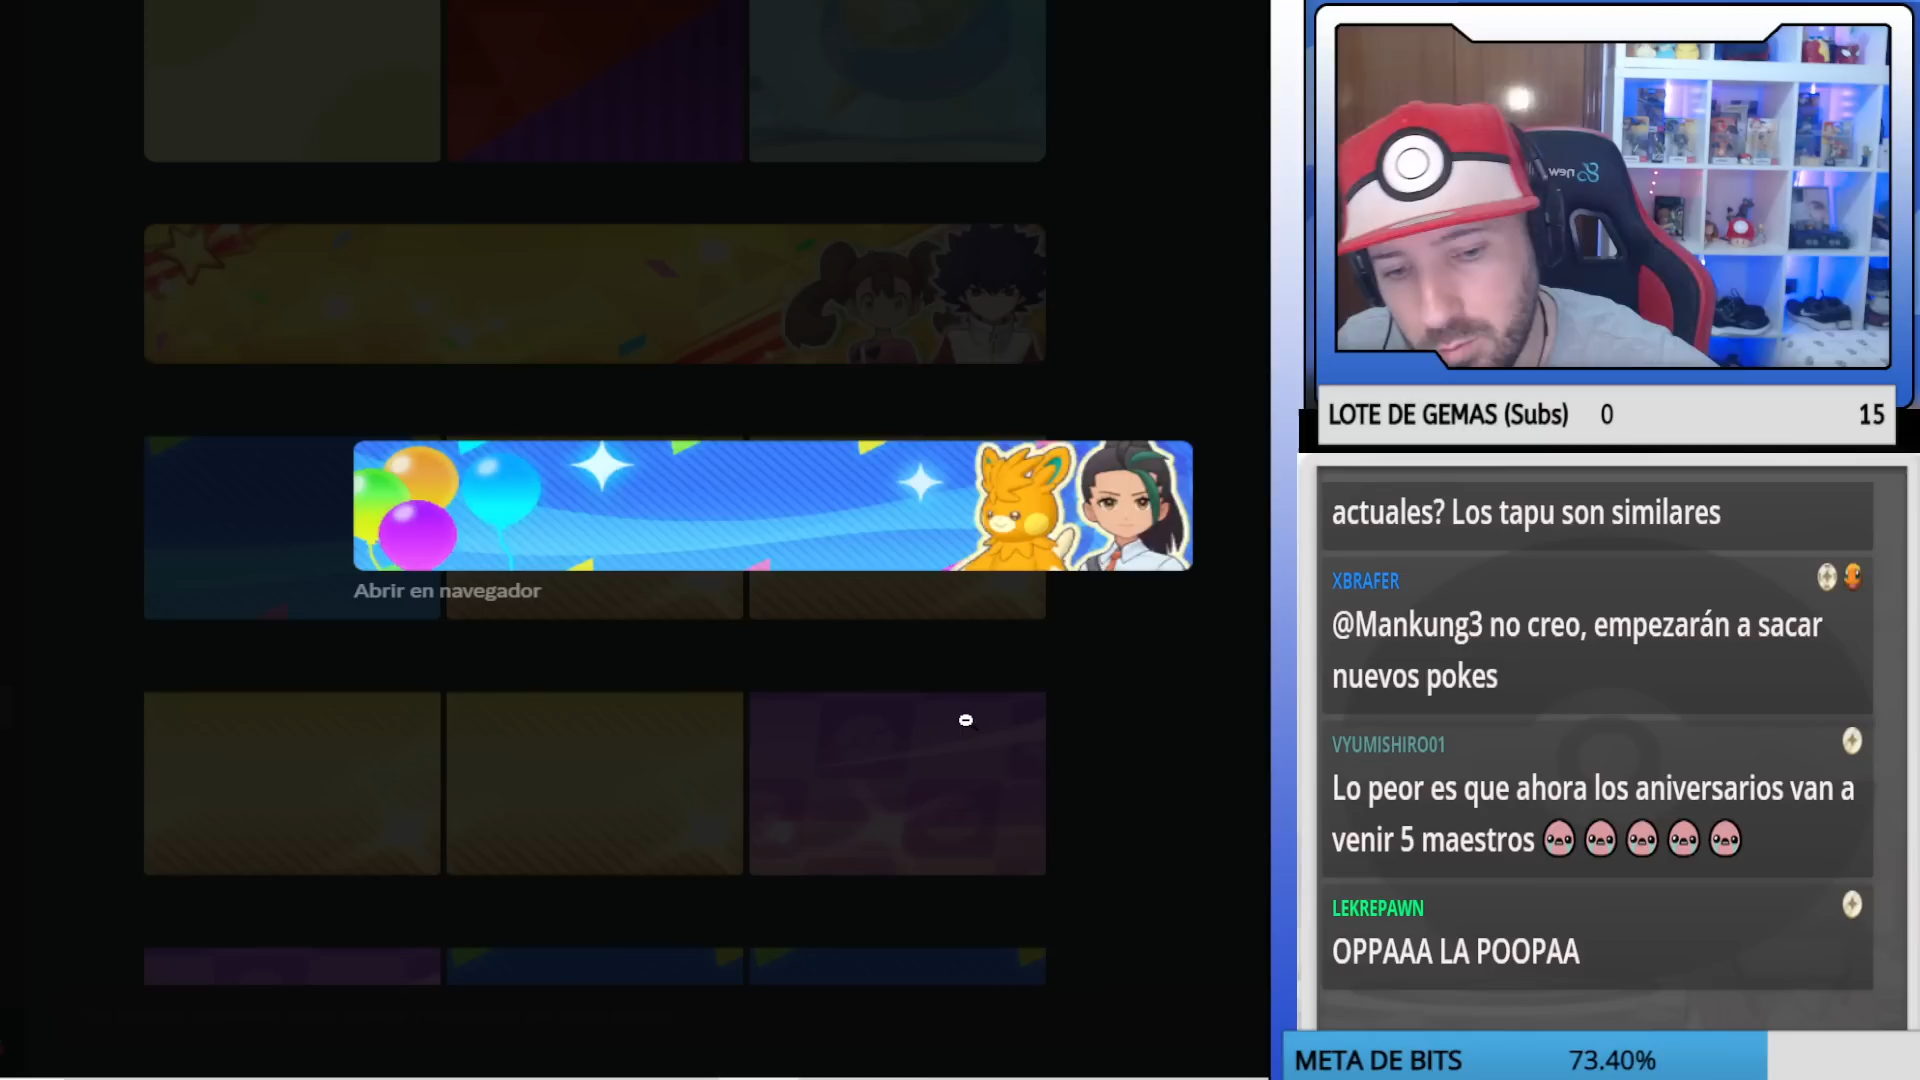 LOTE DE GEMAS (Subs) 0 15
actuales? Los tapu son similares
XBRAFER
@Mankung3 no creo, empezarán a sacar
nuevos pokes
VYUMISHIRO01
Lo peor es que ahora los aniversarios van a
venir 5 maestros
LEKREPAWN
OPPAAA LA POOPAA
META DE BITS 73.40%
Abrir en navegador